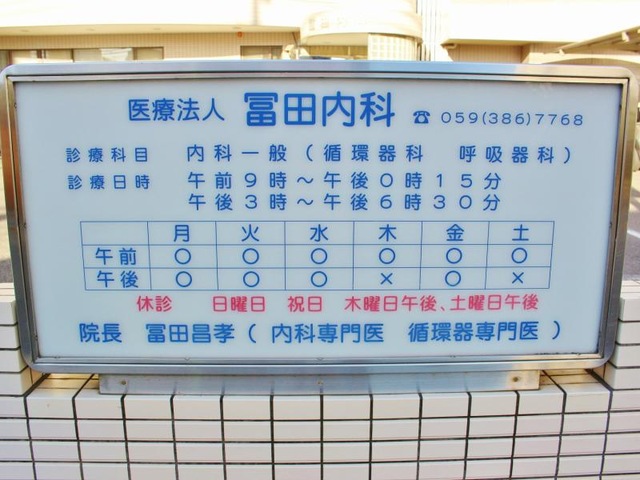 医療法人 冨田内科 ☎ 059(386)7768
診療科目 内科一般(循環器科 呼吸器科)
診療日時 午前9時〜午後0時15分
午後3時〜午後6時30分
月 火 水 木 金 土
午前 ○ ○ ○ ○ ○ ○
午後 ○ ○ ○ × ○ ×
休診 日曜日 祝日 木曜日午後、土曜日午後
院長 冨田昌孝(内科専門医 循環器専門医)